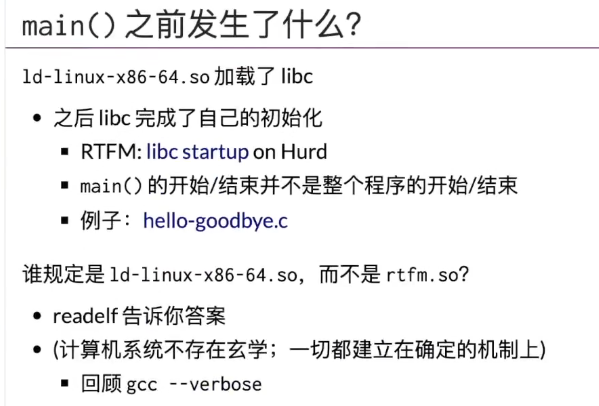 main()之前发生了什么？
ld-linux-x86-64.so 加载了 libc
• 之后 libc 完成了自己的初始化
▪ RTFM: libc startup on Hurd
▪ main() 的开始/结束并不是整个程序的开始/结束
▪ 例子：hello-goodbye.c
谁规定是 ld-linux-x86-64.so，而不是 rtfm.so？
• readelf 告诉你答案
• (计算机系统不存在玄学；一切都建立在确定的机制上)
▪ 回顾 gcc --verbose